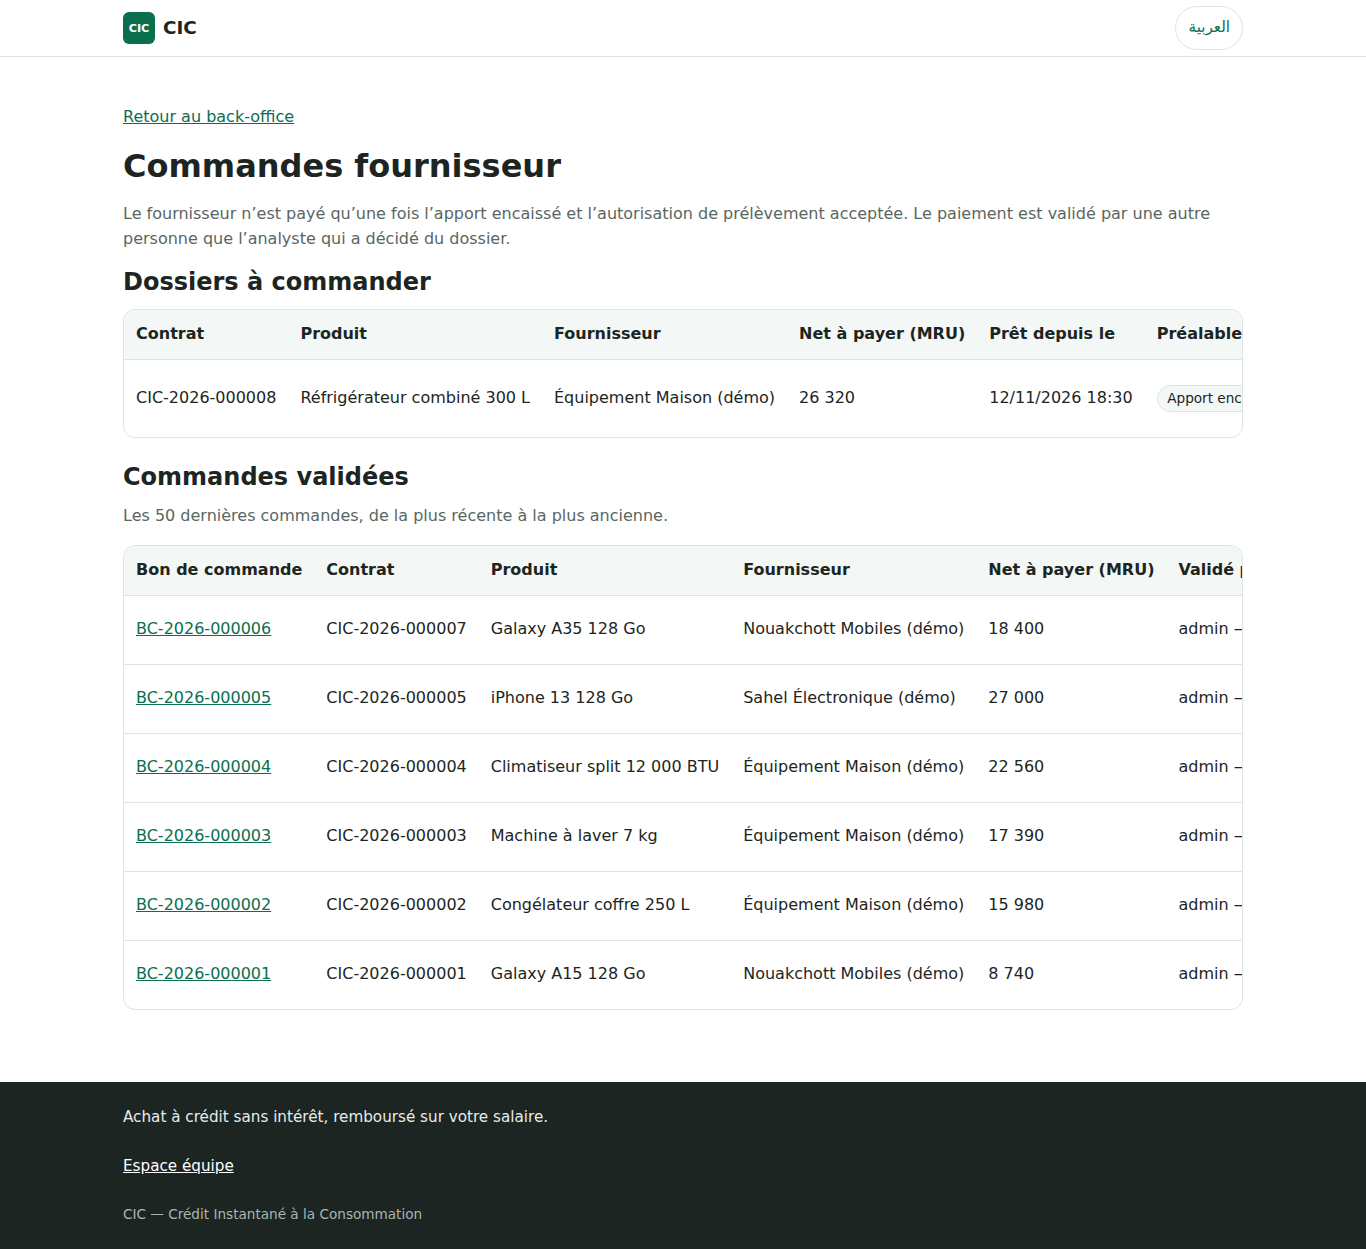 CIC CIC
العربية
Retour au back-office
Commandes fournisseur
Le fournisseur n’est payé qu’une fois l’apport encaissé et l’autorisation de prélèvement acceptée. Le paiement est validé par une autre
personne que l’analyste qui a décidé du dossier.
Dossiers à commander
Contrat Produit Fournisseur Net à payer (MRU) Prêt depuis le Préalable
CIC-2026-000008 Réfrigérateur combiné 300 L Équipement Maison (démo) 26 320 12/11/2026 18:30 Apport enc
Commandes validées
Les 50 dernières commandes, de la plus récente à la plus ancienne.
Bon de commande Contrat Produit Fournisseur Net à payer (MRU) Validé
BC-2026-000006 CIC-2026-000007 Galaxy A35 128 Go Nouakchott Mobiles (démo) 18 400 admin —
BC-2026-000005 CIC-2026-000005 iPhone 13 128 Go Sahel Électronique (démo) 27 000 admin —
BC-2026-000004 CIC-2026-000004 Climatiseur split 12 000 BTU Équipement Maison (démo) 22 560 admin —
BC-2026-000003 CIC-2026-000003 Machine à laver 7 kg Équipement Maison (démo) 17 390 admin —
BC-2026-000002 CIC-2026-000002 Congélateur coffre 250 L Équipement Maison (démo) 15 980 admin —
BC-2026-000001 CIC-2026-000001 Galaxy A15 128 Go Nouakchott Mobiles (démo) 8 740 admin —
Achat à crédit sans intérêt, remboursé sur votre salaire.
Espace équipe
CIC — Crédit Instantané à la Consommation